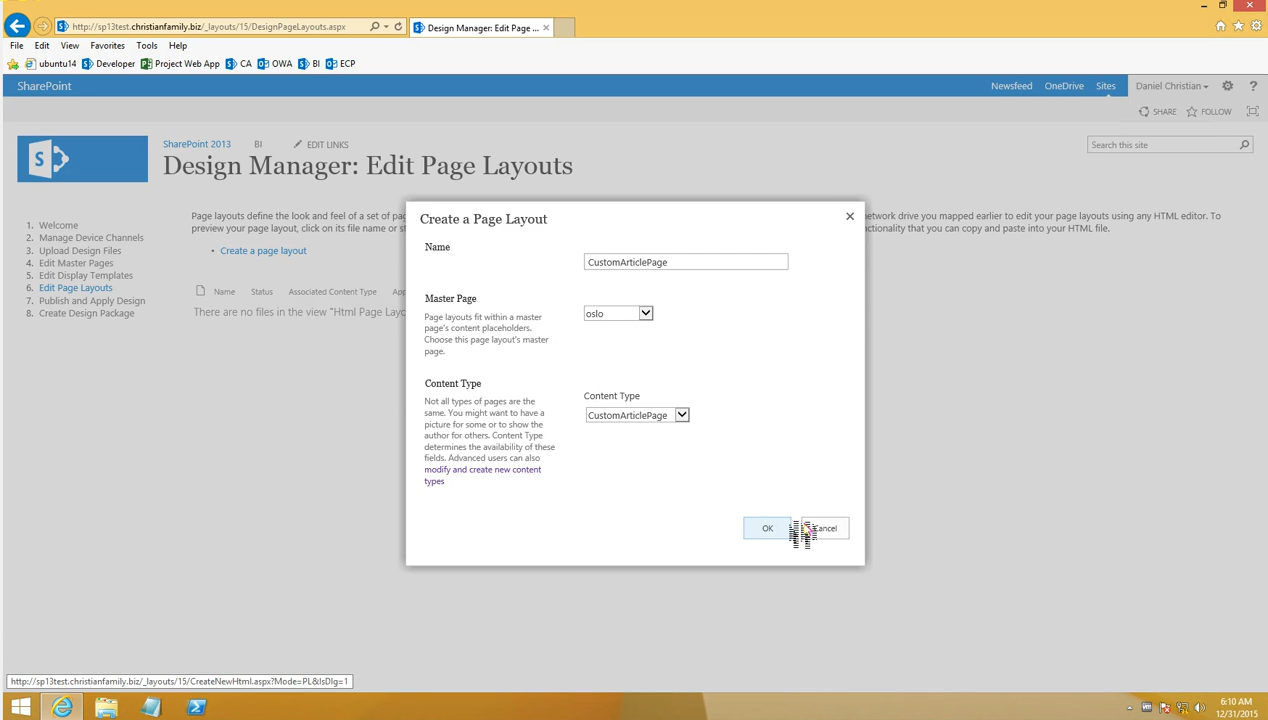 http://sp13test.christianfamily.biz/_layouts/15/DesignPageLayouts.aspx
Design Manager: Edit Page ...
File Edit View Favorites Tools Help
ubuntu14 Developer Project Web App CA OWA BI ECP
SharePoint
Newsfeed OneDrive Sites Daniel Christian ?
SHARE FOLLOW
SharePoint 2013 BI EDIT LINKS
Design Manager: Edit Page Layouts
Search this site
1. Welcome
2. Manage Device Channels
3. Upload Design Files
4. Edit Master Pages
5. Edit Display Templates
6. Edit Page Layouts
7. Publish and Apply Design
8. Create Design Package
Page layouts define the look and feel of a set of pag
network drive you mapped earlier to edit your page layouts using any HTML editor. To
preview your page layout, click on its file name or st
ctionality that you can copy and paste into your HTML file.
Create a page layout
Name Status Associated Content Type App
There are no files in the view "Html Page Layo
Create a Page Layout
Name
CustomArticlePage
Master Page
Page layouts fit within a master
page's content placeholders.
Choose this page layout's master
page.
oslo
Content Type
Not all types of pages are the
same. You might want to have a
picture for some or to show the
author for others. Content Type
determines the availability of these
fields. Advanced users can also
modify and create new content
types
Content Type
CustomArticlePage
OK Cancel
http://sp13test.christianfamily.biz/_layouts/15/CreateNewHtml.aspx?Mode=PL&IsDlg=1
6:10 AM
12/31/2015